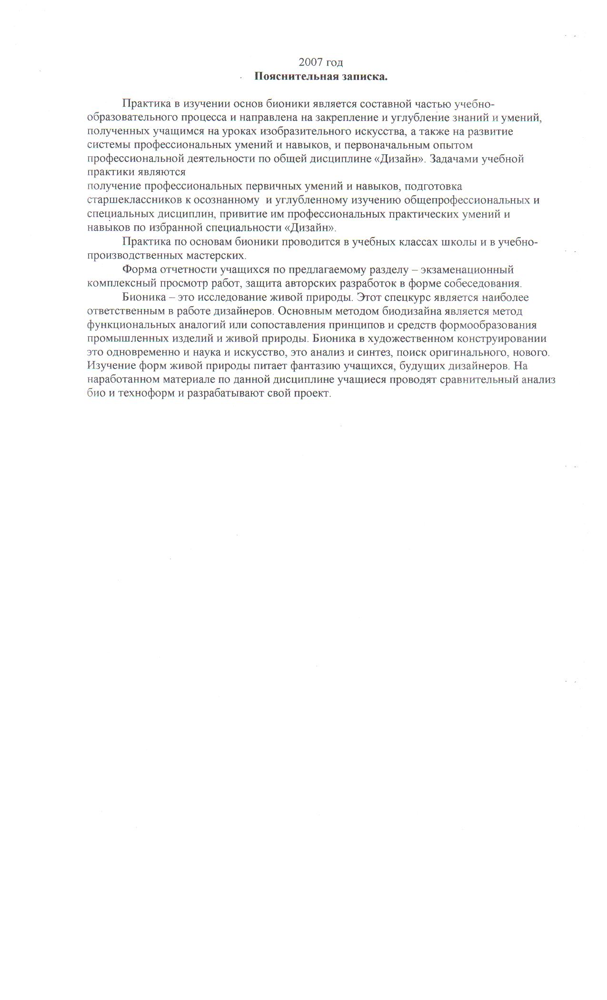 2007 год
Пояснительная записка.
Практика в изучении основ бионики является составной частью учебно-
образовательного процесса и направлена на закрепление и углубление знаний и умений,
полученных учащимся на уроках изобразительного искусства, а также на развитие
системы профессиональных умений и навыков, и первоначальным опытом
профессиональной деятельности по общей дисциплине «Дизайн». Задачами учебной
практики являются
получение профессиональных первичных умений и навыков, подготовка
старшеклассников к осознанному  и углубленному изучению общепрофессиональных и
специальных дисциплин, привитие им профессиональных практических умений и
навыков по избранной специальности «Дизайн».
Практика по основам бионики проводится в учебных классах школы и в учебно-
производственных мастерских.
Форма отчетности учащихся по предлагаемому разделу – экзаменационный
комплексный просмотр работ, защита авторских разработок в форме собеседования.
Бионика – это исследование живой природы. Этот спецкурс является наиболее
ответственным в работе дизайнеров. Основным методом биодизайна является метод
функциональных аналогий или сопоставления принципов и средств формообразования
промышленных изделий и живой природы. Бионика в художественном конструировании
это одновременно и наука и искусство, это анализ и синтез, поиск оригинального, нового.
Изучение форм живой природы питает фантазию учащихся, будущих дизайнеров. На
наработанном материале по данной дисциплине учащиеся проводят сравнительный анализ
био и техноформ и разрабатывают свой проект.